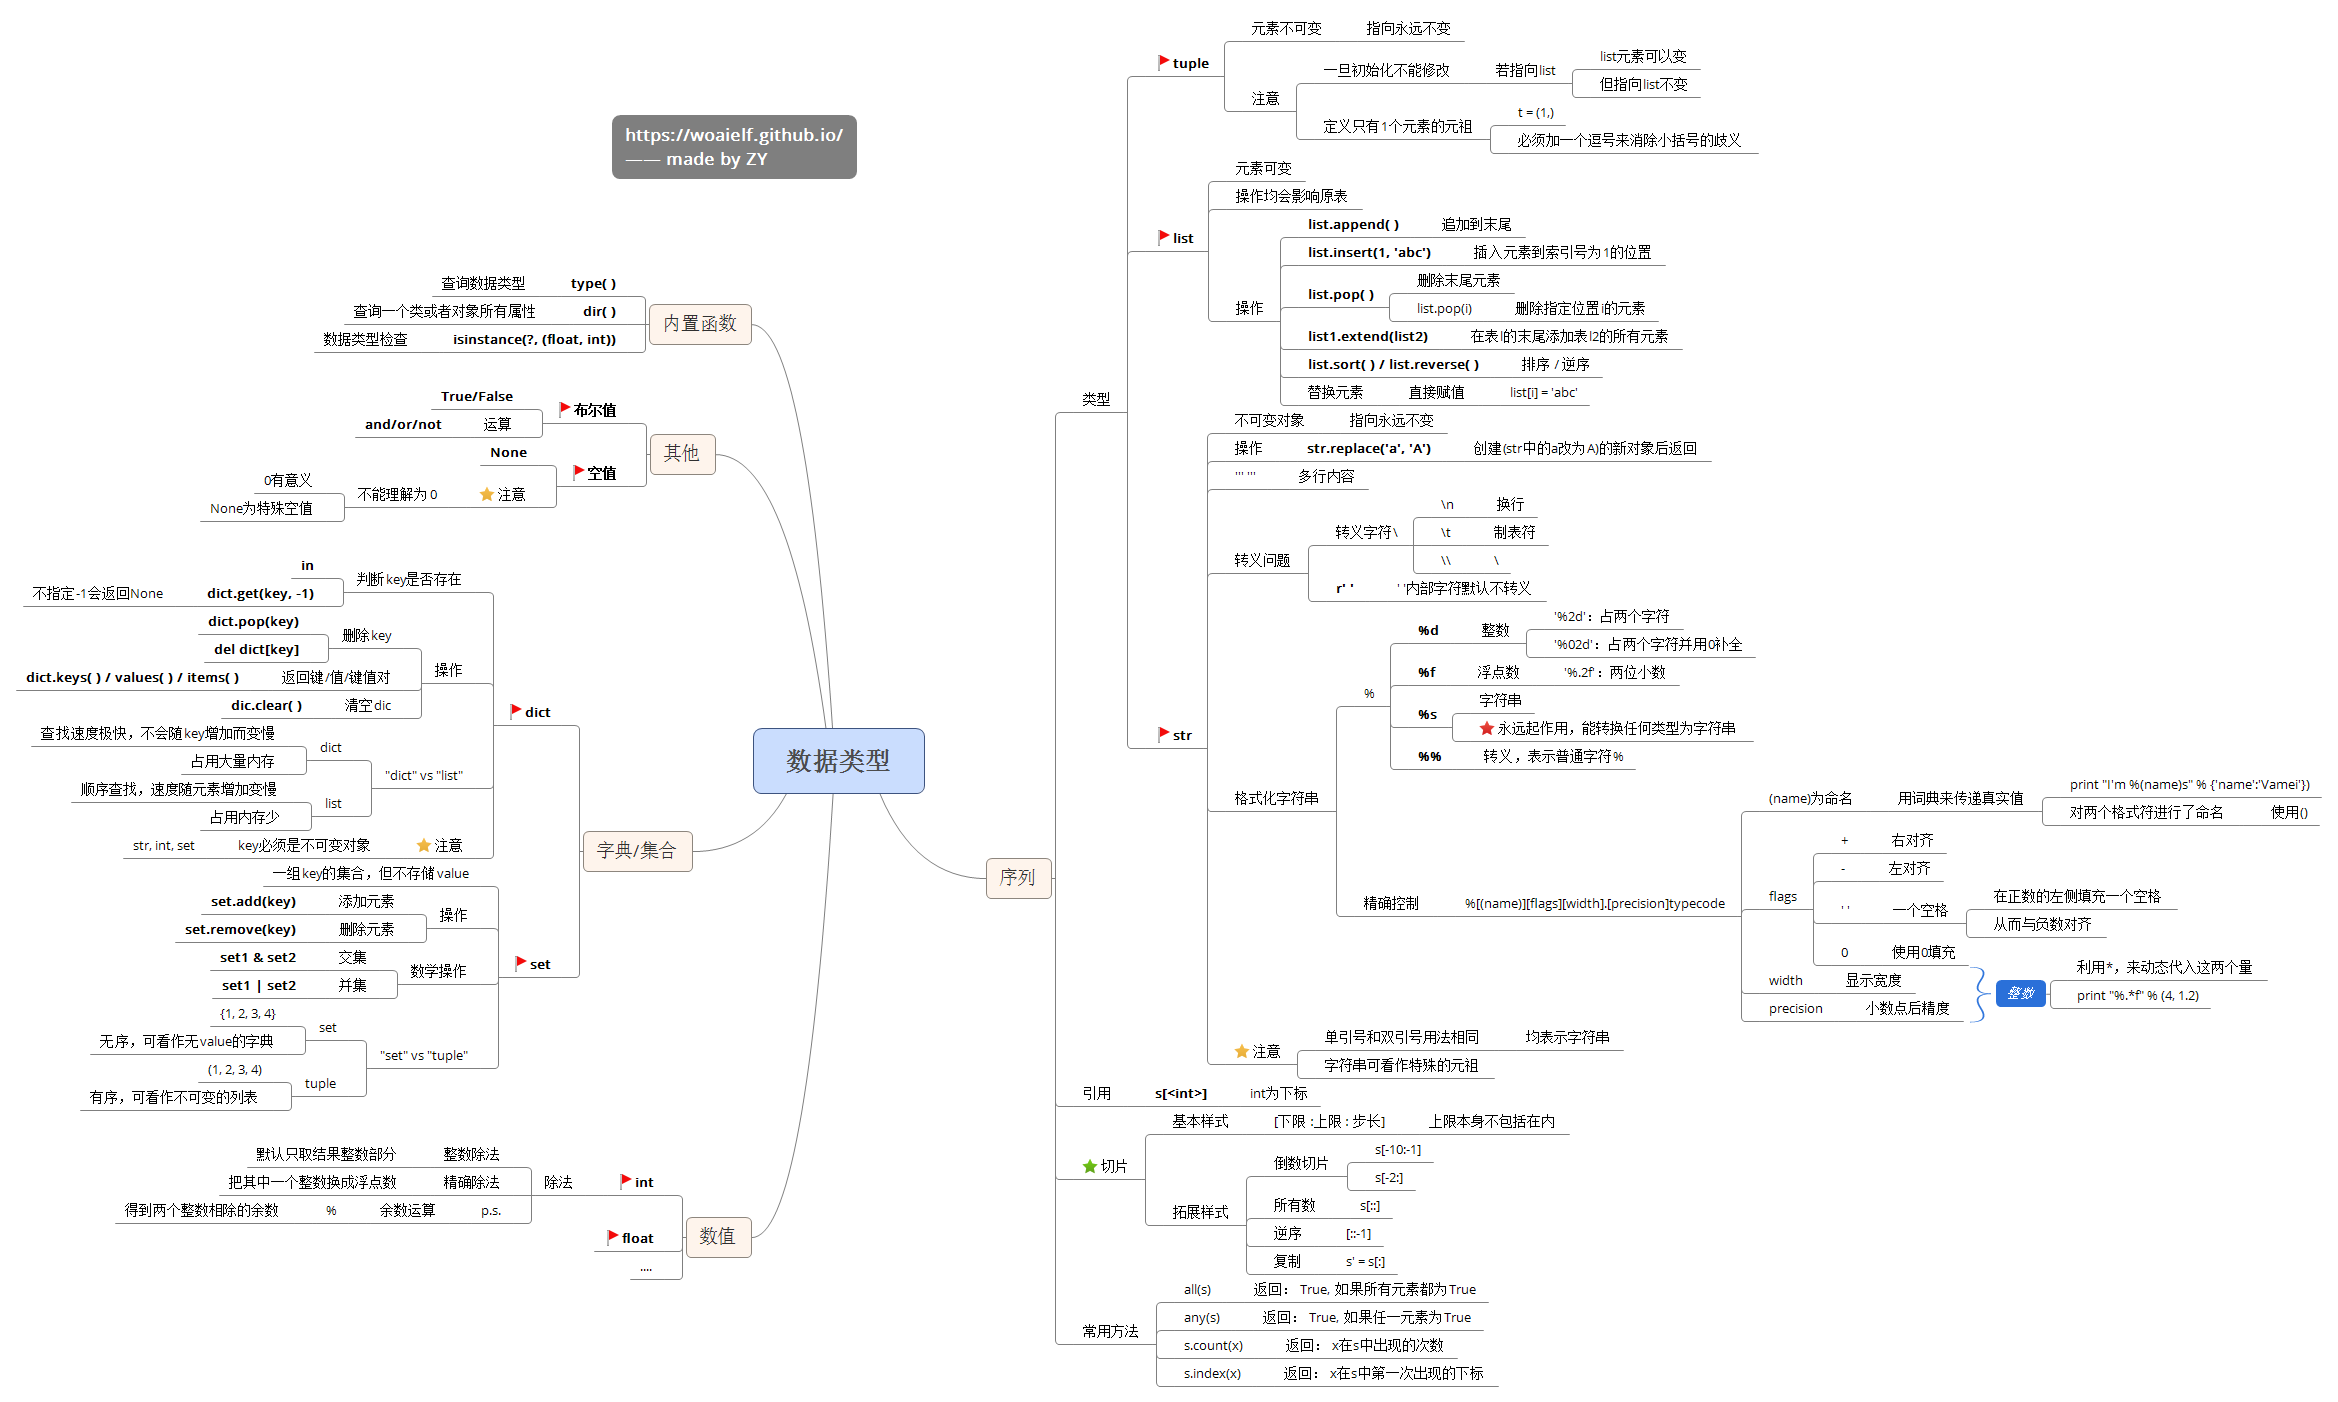 https://woaielf.github.io/
—— made by ZY
数据类型
内置函数
查询数据类型 type( )
查询一个类或者对象所有属性 dir( )
数据类型检查 isinstance(?, (float, int))
其他
True/False
and/or/not 运算
布尔值
None
0有意义
None为特殊空值
不能理解为 0 注意
空值
字典/集合
in
不指定-1会返回None dict.get(key, -1)
判断key是否存在
dict.pop(key)
del dict[key]
删除key
dict.keys( ) / values( ) / items( ) 返回键/值/键值对
dic.clear( ) 清空dic
操作
dict
查找速度极快，不会随key增加而变慢
占用大量内存
dict
顺序查找，速度随元素增加变慢
占用内存少
list
"dict" vs "list"
str, int, set key必须是不可变对象 注意
一组key的集合，但不存储value
set.add(key) 添加元素
set.remove(key) 删除元素
操作
set1 & set2 交集
set1 | set2 并集
数学操作
set
{1, 2, 3, 4}
无序，可看作无value的字典
set
(1, 2, 3, 4)
有序，可看作不可变的列表
tuple
"set" vs "tuple"
数值
默认只取结果整数部分 整数除法
把其中一个整数换成浮点数 精确除法
得到两个整数相除的余数 % 余数运算 p.s.
除法
int
float
....
序列
类型
tuple
元素不可变 指向永远不变
注意
一旦初始化不能修改 若指向list
list元素可以变
但指向list不变
定义只有1个元素的元祖
t = (1,)
必须加一个逗号来消除小括号的歧义
list
元素可变
操作均会影响原表
操作
list.append( ) 追加到末尾
list.insert(1, 'abc') 插入元素到索引号为1的位置
list.pop( )
删除末尾元素
list.pop(i) 删除指定位置i的元素
list1.extend(list2) 在表l的末尾添加表l2的所有元素
list.sort( ) / list.reverse( ) 排序 / 逆序
替换元素 直接赋值 list[i] = 'abc'
str
不可变对象 指向永远不变
操作 str.replace('a', 'A') 创建(str中的a改为A)的新对象后返回
''' ''' 多行内容
转义问题
转义字符\
\n 换行
\t 制表符
\\ \
r' ' ' '内部字符默认不转义
格式化字符串
%
%d 整数
'%2d'：占两个字符
'%02d'：占两个字符并用0补全
%f 浮点数 '%.2f'：两位小数
%s
字符串
永远起作用，能转换任何类型为字符串
%% 转义，表示普通字符%
精确控制 %[(name)][flags][width].[precision]typecode
(name)为命名 用词典来传递真实值
print "I'm %(name)s" % {'name':'Vamei'})
对两个格式符进行了命名 使用()
flags
+ 右对齐
- 左对齐
' ' 一个空格
在正数的左侧填充一个空格
从而与负数对齐
0 使用0填充
width 显示宽度
precision 小数点后精度
整数
利用*，来动态代入这两个量
print "%.*f" % (4, 1.2)
注意
单引号和双引号用法相同 均表示字符串
字符串可看作特殊的元祖
引用 s[<int>] int为下标
切片
基本样式 [下限 :上限 : 步长] 上限本身不包括在内
拓展样式
倒数切片
s[-10:-1]
s[-2:]
所有数 s[::]
逆序 [::-1]
复制 s' = s[:]
常用方法
all(s) 返回： True, 如果所有元素都为True
any(s) 返回： True, 如果任一元素为True
s.count(x) 返回： x在s中出现的次数
s.index(x) 返回： x在s中第一次出现的下标